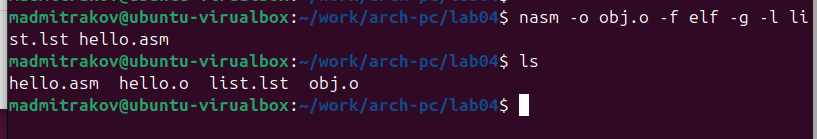 madmitrakov@ubuntu-virualbox:~/work/arch-pc/lab04$ nasm -o obj.o -f elf -g -l li
st.lst hello.asm
madmitrakov@ubuntu-virualbox:~/work/arch-pc/lab04$ ls
hello.asm  hello.o  list.lst  obj.o
madmitrakov@ubuntu-virualbox:~/work/arch-pc/lab04$